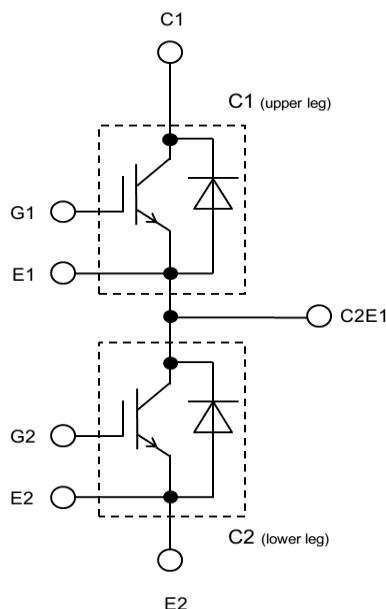 C1
C1 (upper leg)
G1
E1
C2E1
G2
E2
C2 (lower leg)
E2